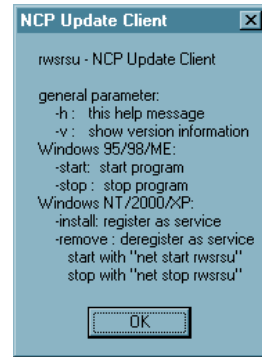 NCP Update Client
rwsrsu - NCP Update Client
general parameter:
-h : this help message
-v : show version information
Windows 95/98/ME:
-start: start program
-stop : stop program
Windows NT/2000/XP:
-install: register as service
-remove : deregister as service
start with "net start rwsrsu"
stop with "net stop rwsrsu"
OK